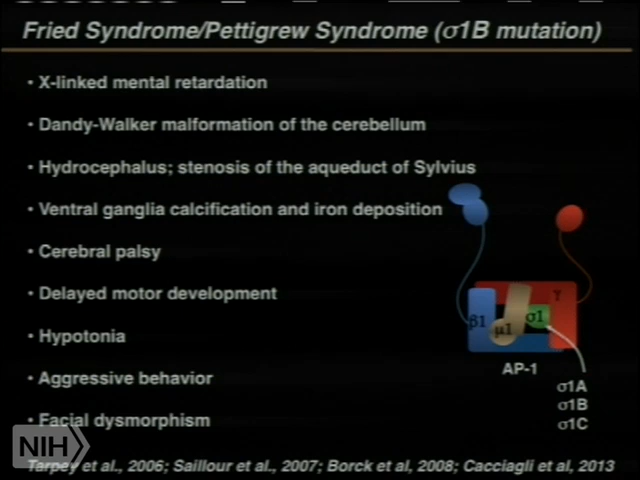 Fried Syndrome/Pettigrew Syndrome (σ1B mutation)
• X-linked mental retardation
• Dandy-Walker malformation of the cerebellum
• Hydrocephalus; stenosis of the aqueduct of Sylvius
• Ventral ganglia calcification and iron deposition
• Cerebral palsy
• Delayed motor development
• Hypotonia
• Aggressive behavior
• Facial dysmorphism
γ
β1
μ1
σ1
AP-1
σ1A
σ1B
σ1C
NIH
Tarpey et al., 2006; Saillour et al., 2007; Borck et al, 2008; Cacciagli et al, 2013